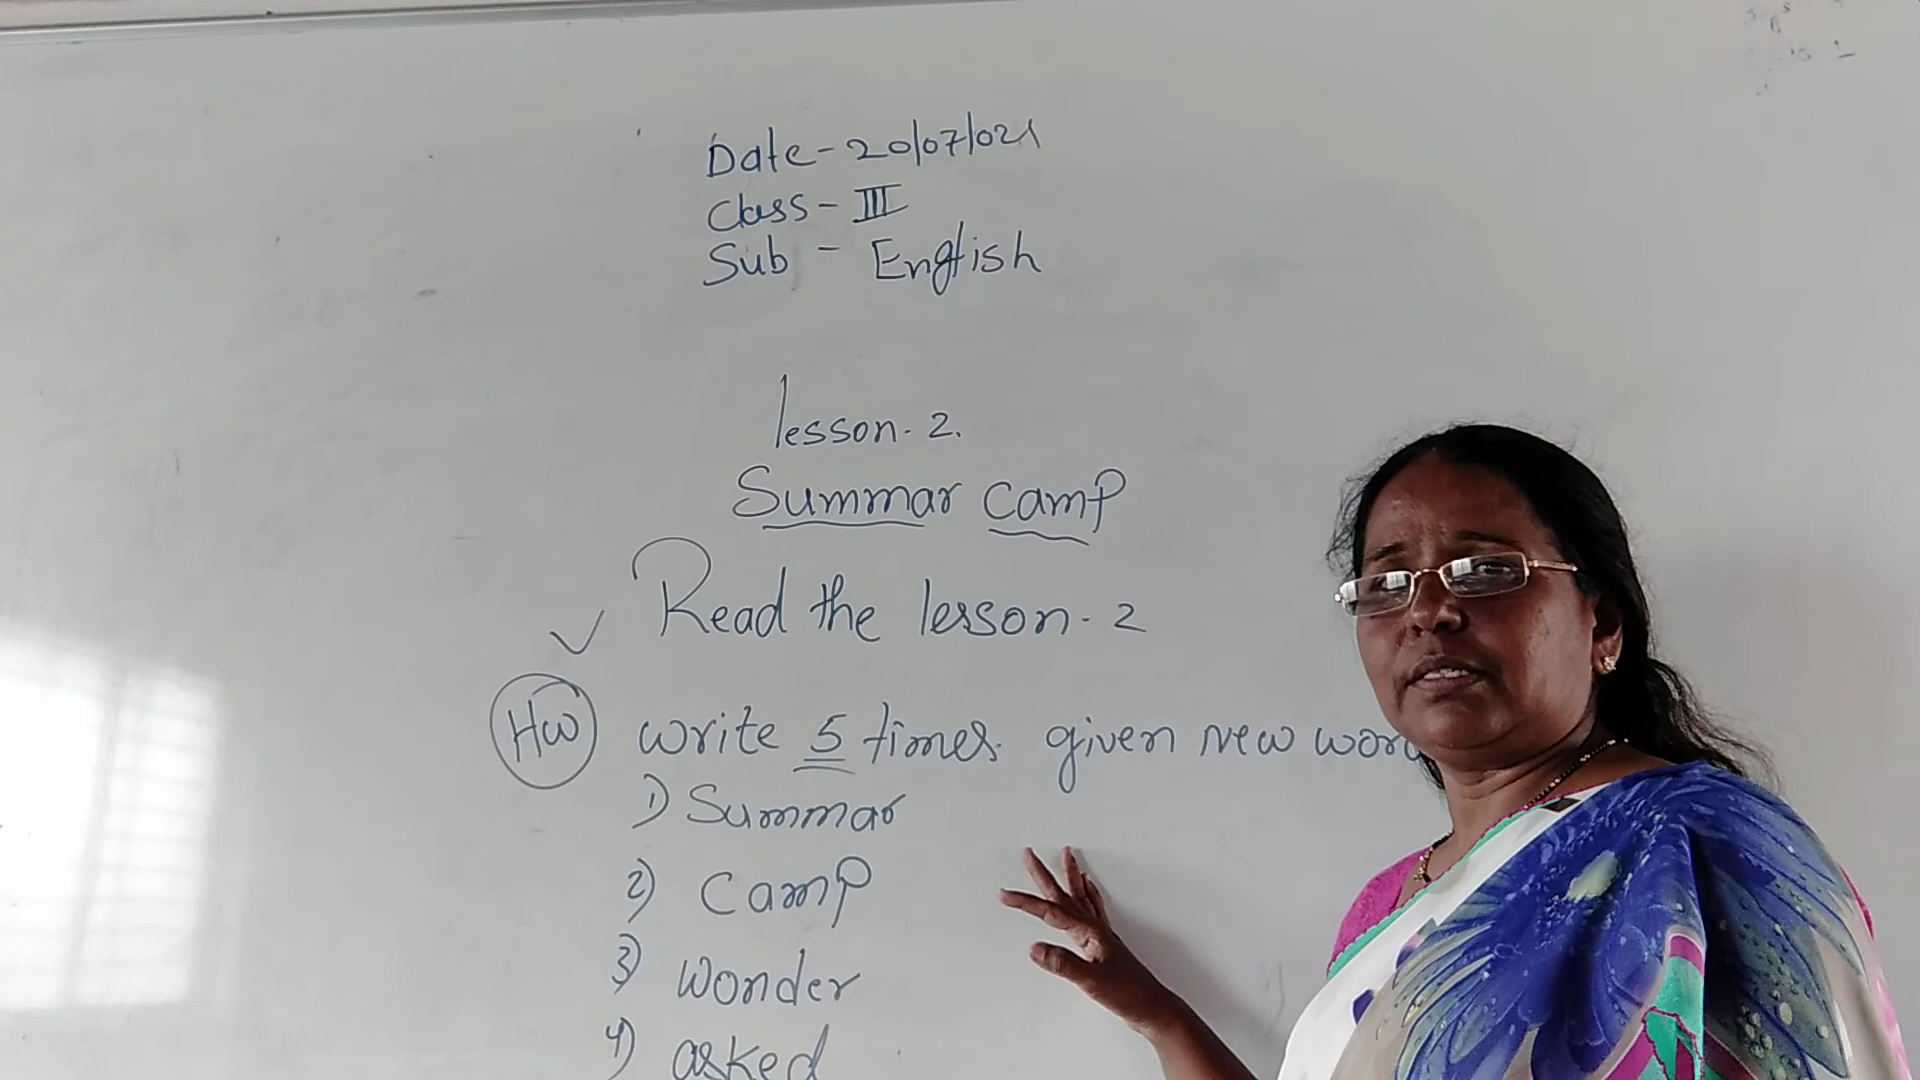 Date - 20/07/021
Class - III
Sub - English
lesson. 2.
Summar camp
Read the lesson. 2
HW write 5 times. given new
1) Summar
2) Camp
3) wonder
4) asked